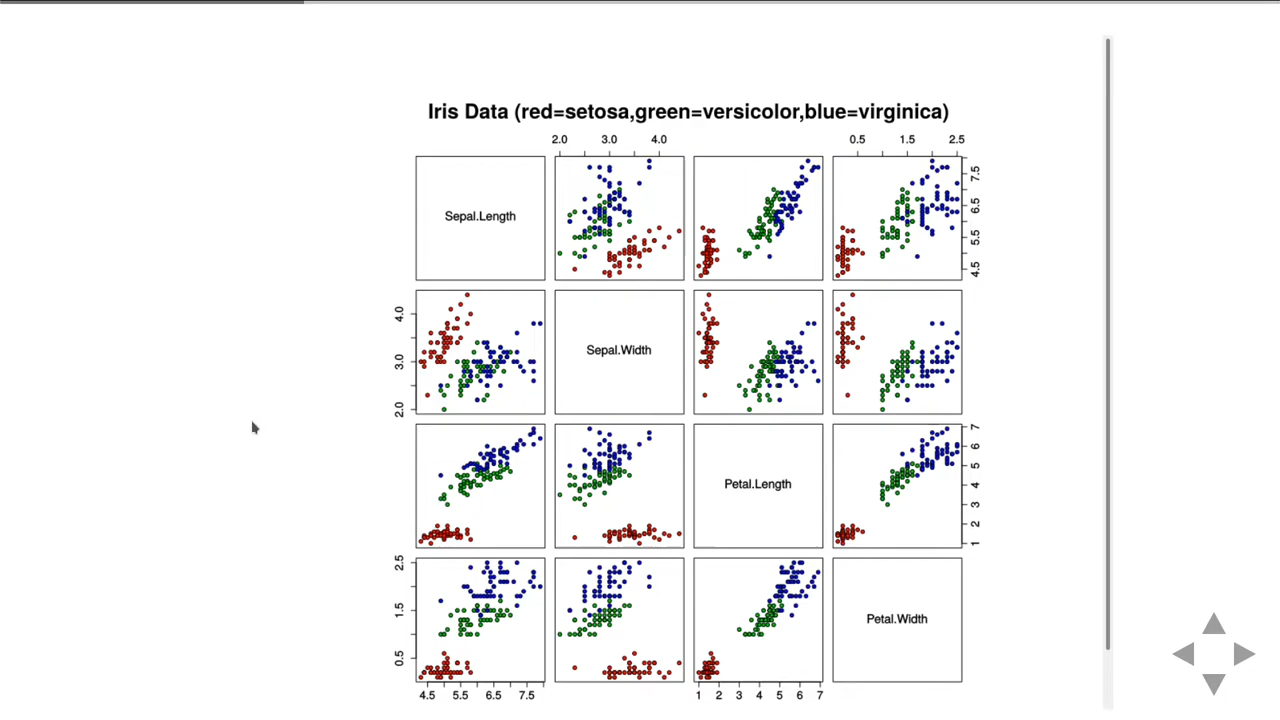 Iris Data (red=setosa,green=versicolor,blue=virginica)
2.0 3.0 4.0
0.5 1.5 2.5
Sepal.Length
4.5 5.5 6.5 7.5
2.0 3.0 4.0
Sepal.Width
Petal.Length
1 2 3 4 5 6 7
0.5 1.5 2.5
Petal.Width
4.5 5.5 6.5 7.5
1 2 3 4 5 6 7